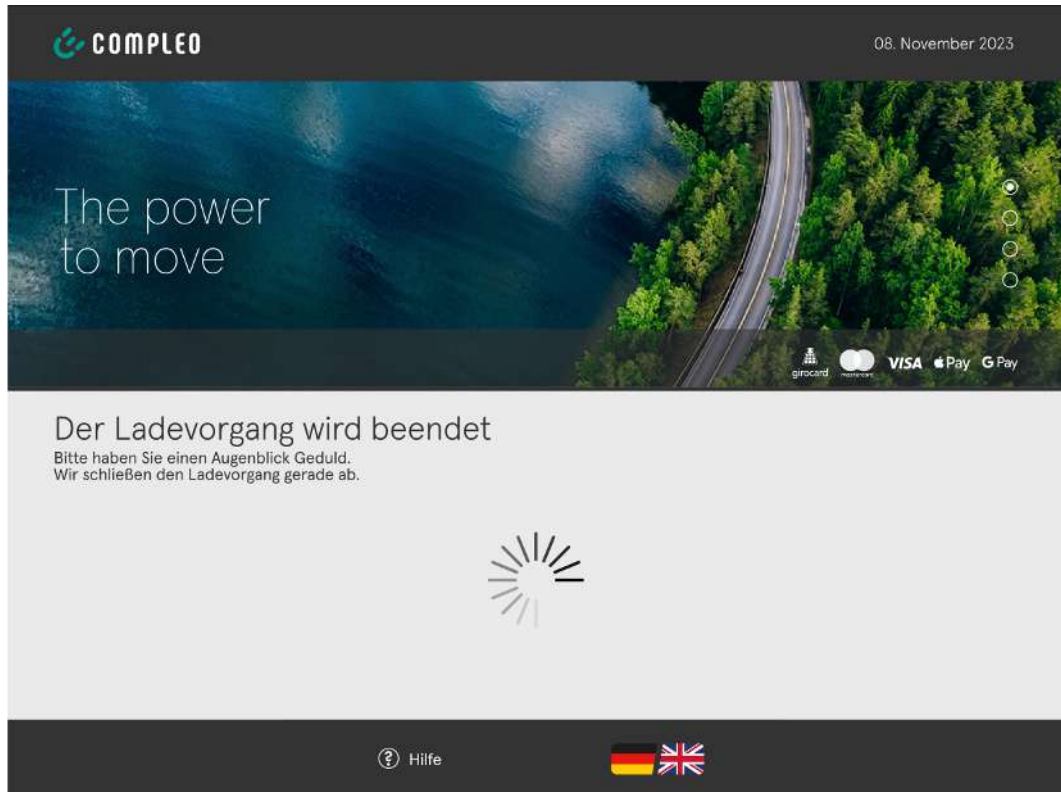 COMPLEO
08. November 2023
The power
to move
girocard mastercard VISA Pay G Pay
Der Ladevorgang wird beendet
Bitte haben Sie einen Augenblick Geduld.
Wir schließen den Ladevorgang gerade ab.
? Hilfe